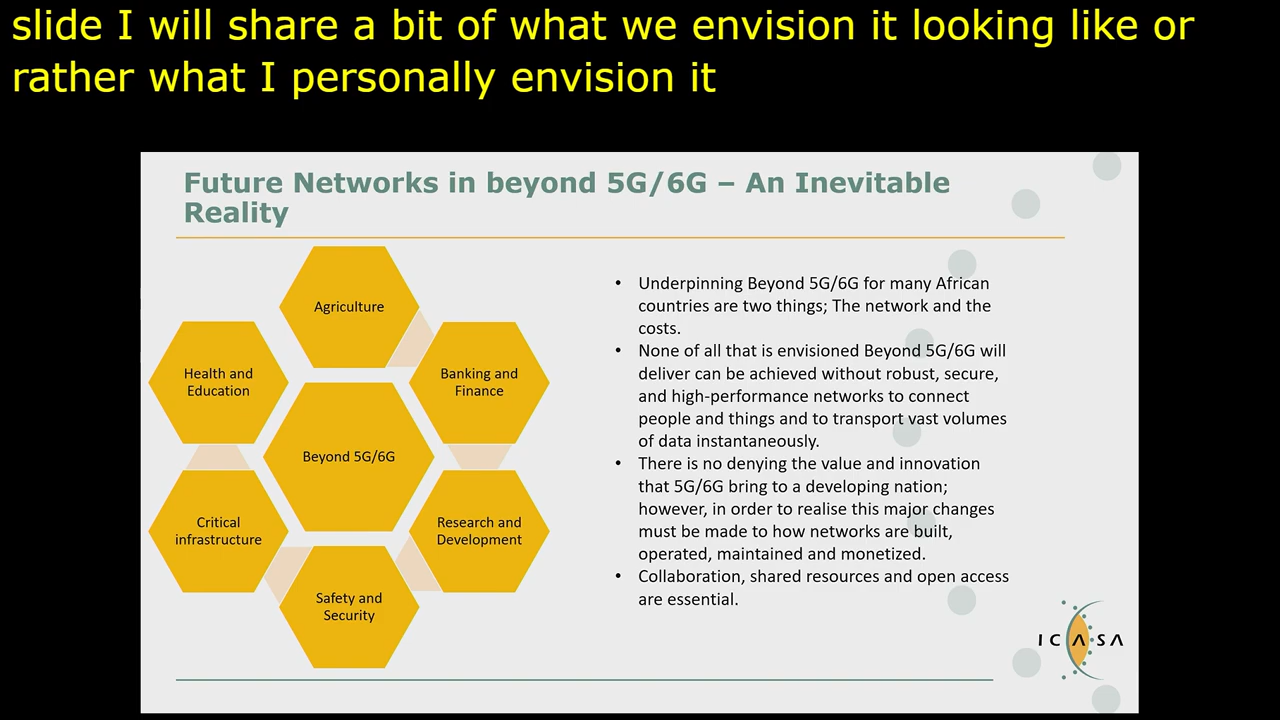 slide I will share a bit of what we envision it looking like or
rather what I personally envision it
Future Networks in beyond 5G/6G – An Inevitable
Reality
Agriculture
Health and
Education
Banking and
Finance
Beyond 5G/6G
Critical
infrastructure
Research and
Development
Safety and
Security
• Underpinning Beyond 5G/6G for many African
countries are two things; The network and the
costs.
• None of all that is envisioned Beyond 5G/6G will
deliver can be achieved without robust, secure,
and high-performance networks to connect
people and things and to transport vast volumes
of data instantaneously.
• There is no denying the value and innovation
that 5G/6G bring to a developing nation;
however, in order to realise this major changes
must be made to how networks are built,
operated, maintained and monetized.
• Collaboration, shared resources and open access
are essential.
ICASA